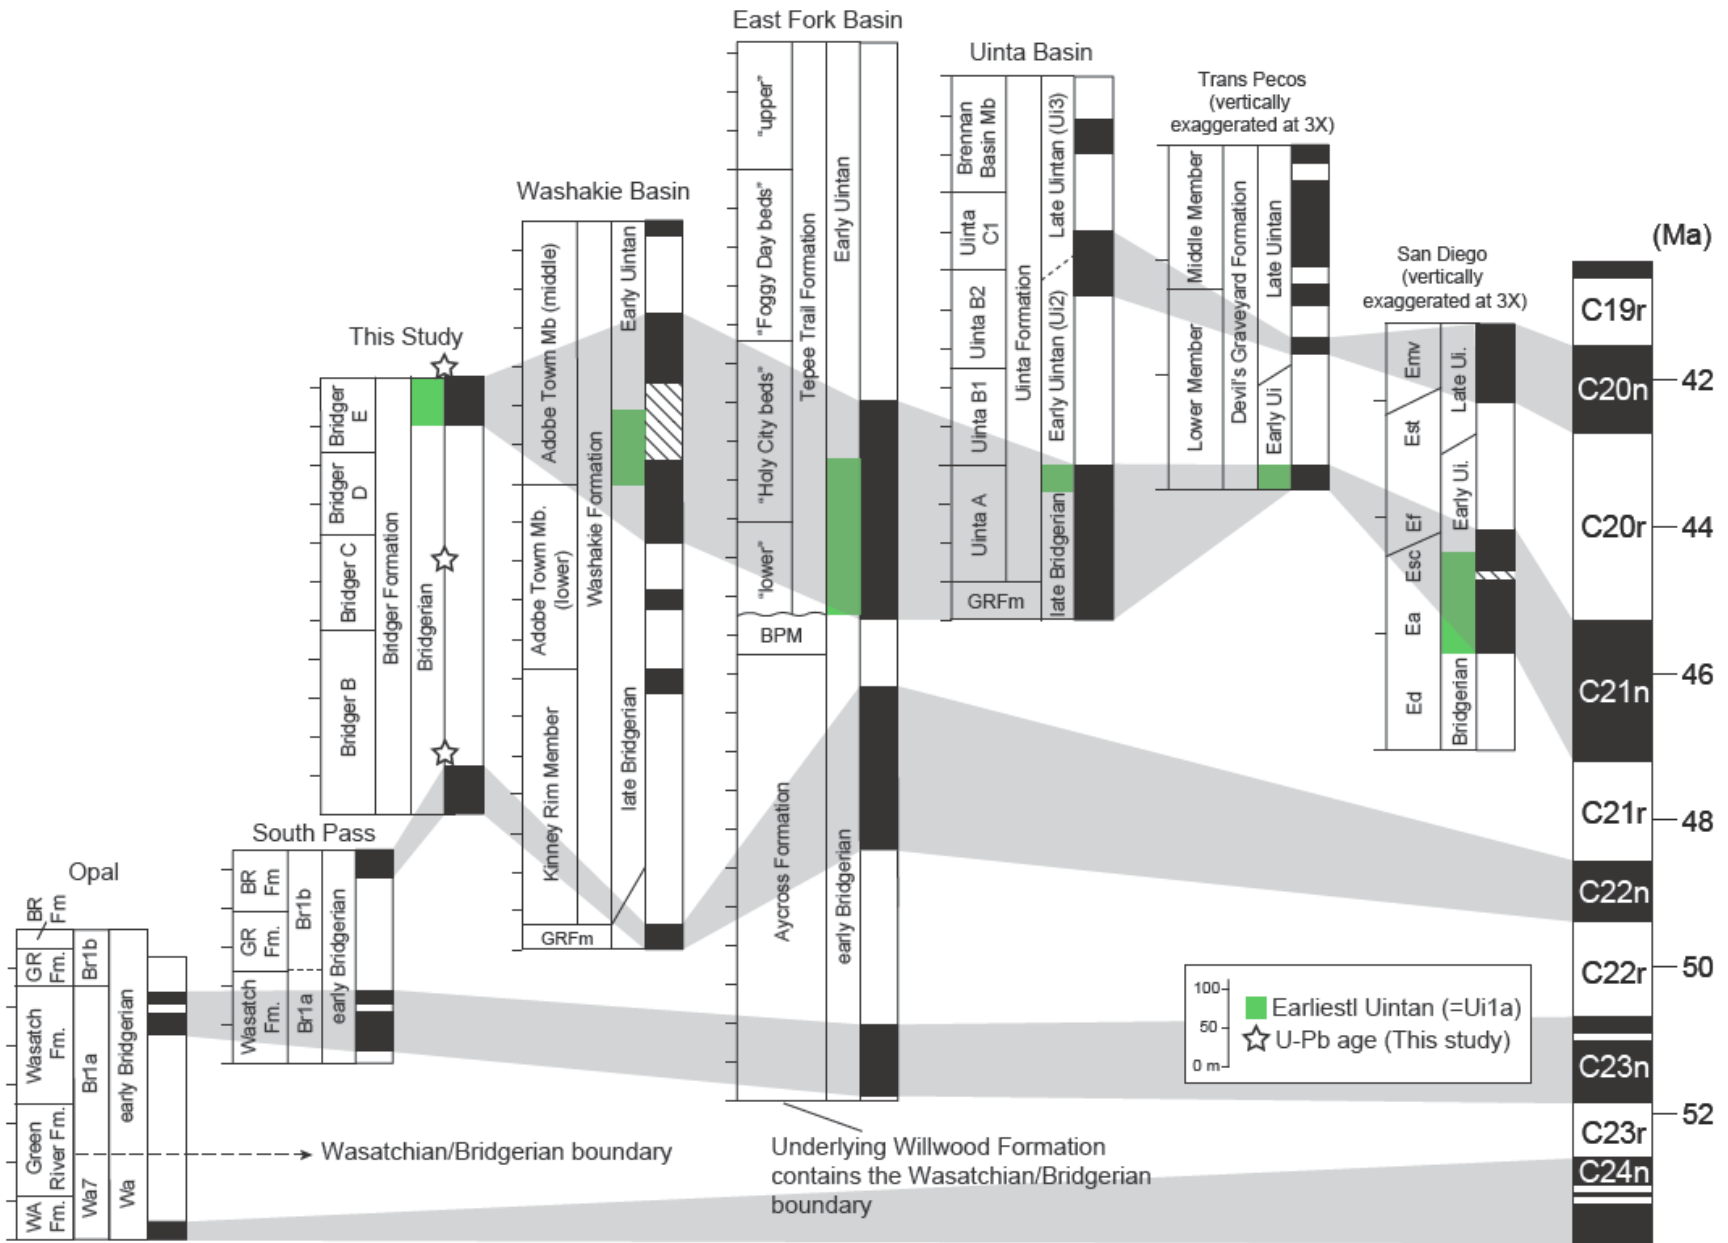 East Fork Basin
"upper"
"Foggy Day beds"
"Holy City beds"
"lower"
BPM
Aycross Formation
Tepee Trail Formation
Early Uintan
early Bridgerian
Underlying Willwood Formation
contains the Wasatchian/Bridgerian
boundary
Uinta Basin
Brennan
Basin Mb
Uinta
C1
Uinta B2
Uinta B1
Uinta A
GRFm
Uinta Formation
Late Uintan (Ui3)
Early Uintan (Ui2)
late Bridgerian
Trans Pecos
(vertically
exaggerated at 3X)
Middle Member
Lower Member
Devil's Graveyard Formation
Late Uintan
Early Ui
San Diego
(vertically
exaggerated at 3X)
Emv
Est
Ef
Esc
Ea
Ed
Late Ui.
Early Ui.
Bridgerian
(Ma)
C19r
C20n
C20r
C21n
C21r
C22n
C22r
C23n
C23r
C24n
42
44
46
48
50
52
Washakie Basin
Adobe Town Mb (middle)
Adobe Towm Mb.
(lower)
Kinney Rim Member
GRFm
Washakie Formation
Early Uintan
late Bridgerian
This Study
Bridger
E
Bridger
D
Bridger C
Bridger B
Bridger Formation
Bridgerian
South Pass
BR
Fm
GR
Fm.
Wasatch
Fm.
Br1b
Br1a
early Bridgerian
Opal
BR
Fm
GR
Fm.
Wasatch
Fm.
Green
River Fm.
WA
Fm.
Br1b
Br1a
Wa7
early Bridgerian
Wa
Wasatchian/Bridgerian boundary
100
50
0 m
Earliestl Uintan (=Ui1a)
U-Pb age (This study)